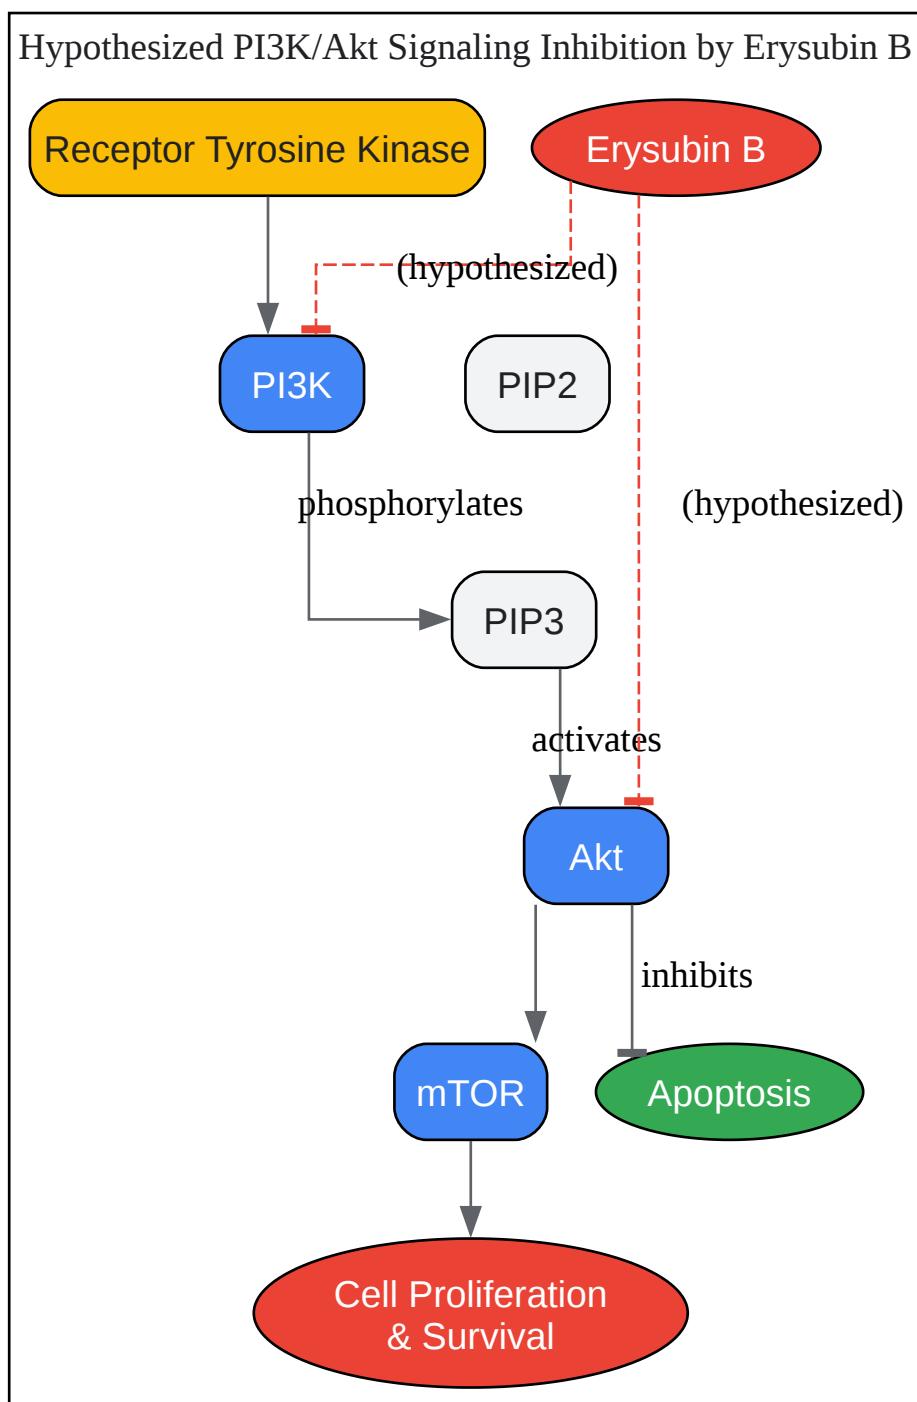 Hypothesized PI3K/Akt Signaling Inhibition by Erysubin B
Receptor Tyrosine Kinase
Erysubin B
(hypothesized)
PI3K
PIP2
phosphorylates
(hypothesized)
PIP3
activates
Akt
inhibits
mTOR
Apoptosis
Cell Proliferation
& Survival